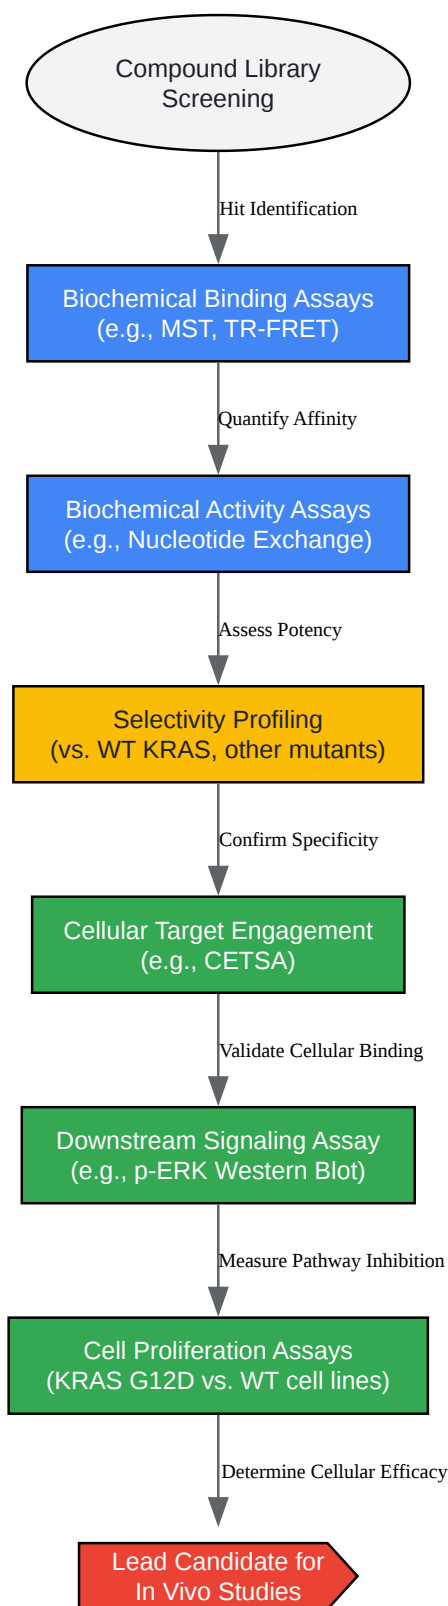 Compound Library
Screening
Hit Identification
Biochemical Binding Assays
(e.g., MST, TR-FRET)
Quantify Affinity
Biochemical Activity Assays
(e.g., Nucleotide Exchange)
Assess Potency
Selectivity Profiling
(vs. WT KRAS, other mutants)
Confirm Specificity
Cellular Target Engagement
(e.g., CETSA)
Validate Cellular Binding
Downstream Signaling Assay
(e.g., p-ERK Western Blot)
Measure Pathway Inhibition
Cell Proliferation Assays
(KRAS G12D vs. WT cell lines)
Determine Cellular Efficacy
Lead Candidate for
In Vivo Studies